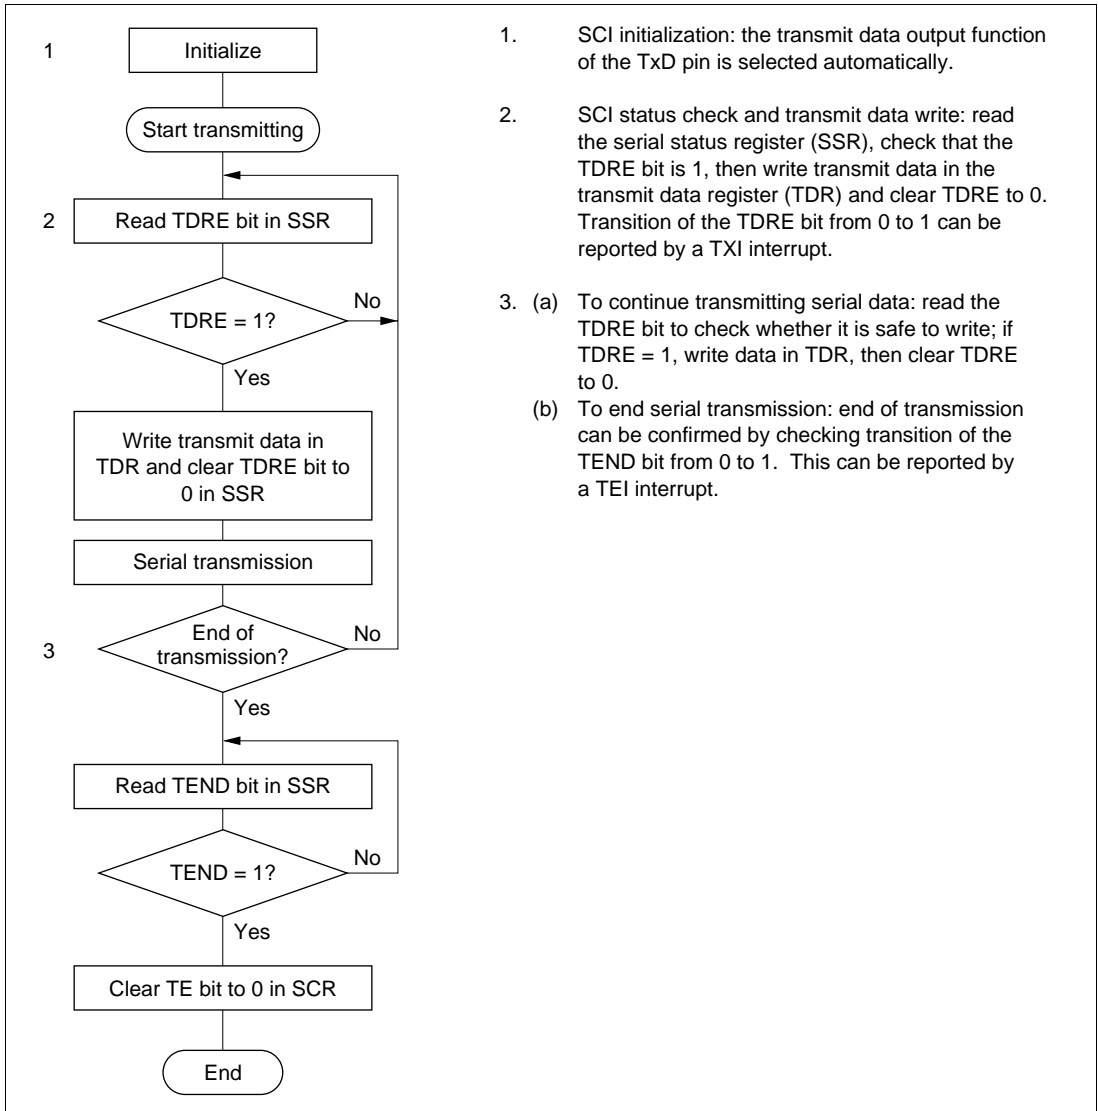 1
Initialize
Start transmitting
2
Read TDRE bit in SSR
TDRE = 1?
No
Yes
Write transmit data in
TDR and clear TDRE bit to
0 in SSR
Serial transmission
3
End of
transmission?
No
Yes
Read TEND bit in SSR
TEND = 1?
No
Yes
Clear TE bit to 0 in SCR
End
1. SCI initialization: the transmit data output function
of the TxD pin is selected automatically.
2. SCI status check and transmit data write: read
the serial status register (SSR), check that the
TDRE bit is 1, then write transmit data in the
transmit data register (TDR) and clear TDRE to 0.
Transition of the TDRE bit from 0 to 1 can be
reported by a TXI interrupt.
3. (a) To continue transmitting serial data: read the
TDRE bit to check whether it is safe to write; if
TDRE = 1, write data in TDR, then clear TDRE
to 0.
(b) To end serial transmission: end of transmission
can be confirmed by checking transition of the
TEND bit from 0 to 1. This can be reported by
a TEI interrupt.